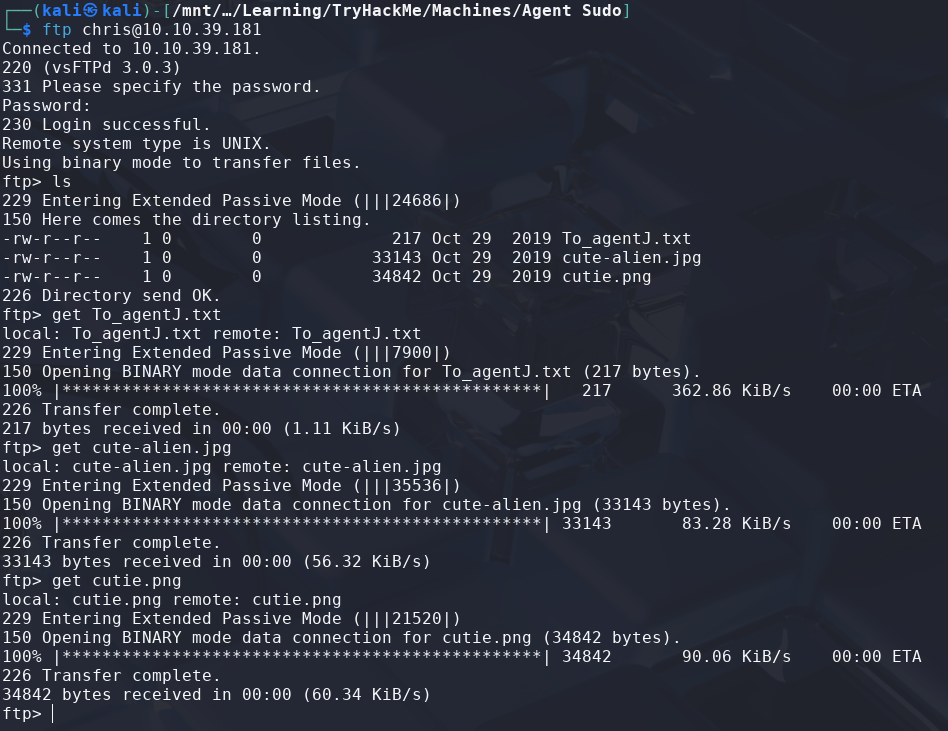 ┌──(kali㉿kali)-[/mnt/…/Learning/TryHackMe/Machines/Agent Sudo]
└─$ ftp chris@10.10.39.181
Connected to 10.10.39.181.
220 (vsFTPd 3.0.3)
331 Please specify the password.
Password:
230 Login successful.
Remote system type is UNIX.
Using binary mode to transfer files.
ftp> ls
229 Entering Extended Passive Mode (|||24686|)
150 Here comes the directory listing.
-rw-r--r--    1 0        0             217 Oct 29  2019 To_agentJ.txt
-rw-r--r--    1 0        0           33143 Oct 29  2019 cute-alien.jpg
-rw-r--r--    1 0        0           34842 Oct 29  2019 cutie.png
226 Directory send OK.
ftp> get To_agentJ.txt
local: To_agentJ.txt remote: To_agentJ.txt
229 Entering Extended Passive Mode (|||7900|)
150 Opening BINARY mode data connection for To_agentJ.txt (217 bytes).
100% |************************************************|   217      362.86 KiB/s    00:00 ETA
226 Transfer complete.
217 bytes received in 00:00 (1.11 KiB/s)
ftp> get cute-alien.jpg
local: cute-alien.jpg remote: cute-alien.jpg
229 Entering Extended Passive Mode (|||35536|)
150 Opening BINARY mode data connection for cute-alien.jpg (33143 bytes).
100% |************************************************| 33143       83.28 KiB/s    00:00 ETA
226 Transfer complete.
33143 bytes received in 00:00 (56.32 KiB/s)
ftp> get cutie.png
local: cutie.png remote: cutie.png
229 Entering Extended Passive Mode (|||21520|)
150 Opening BINARY mode data connection for cutie.png (34842 bytes).
100% |************************************************| 34842       90.06 KiB/s    00:00 ETA
226 Transfer complete.
34842 bytes received in 00:00 (60.34 KiB/s)
ftp>